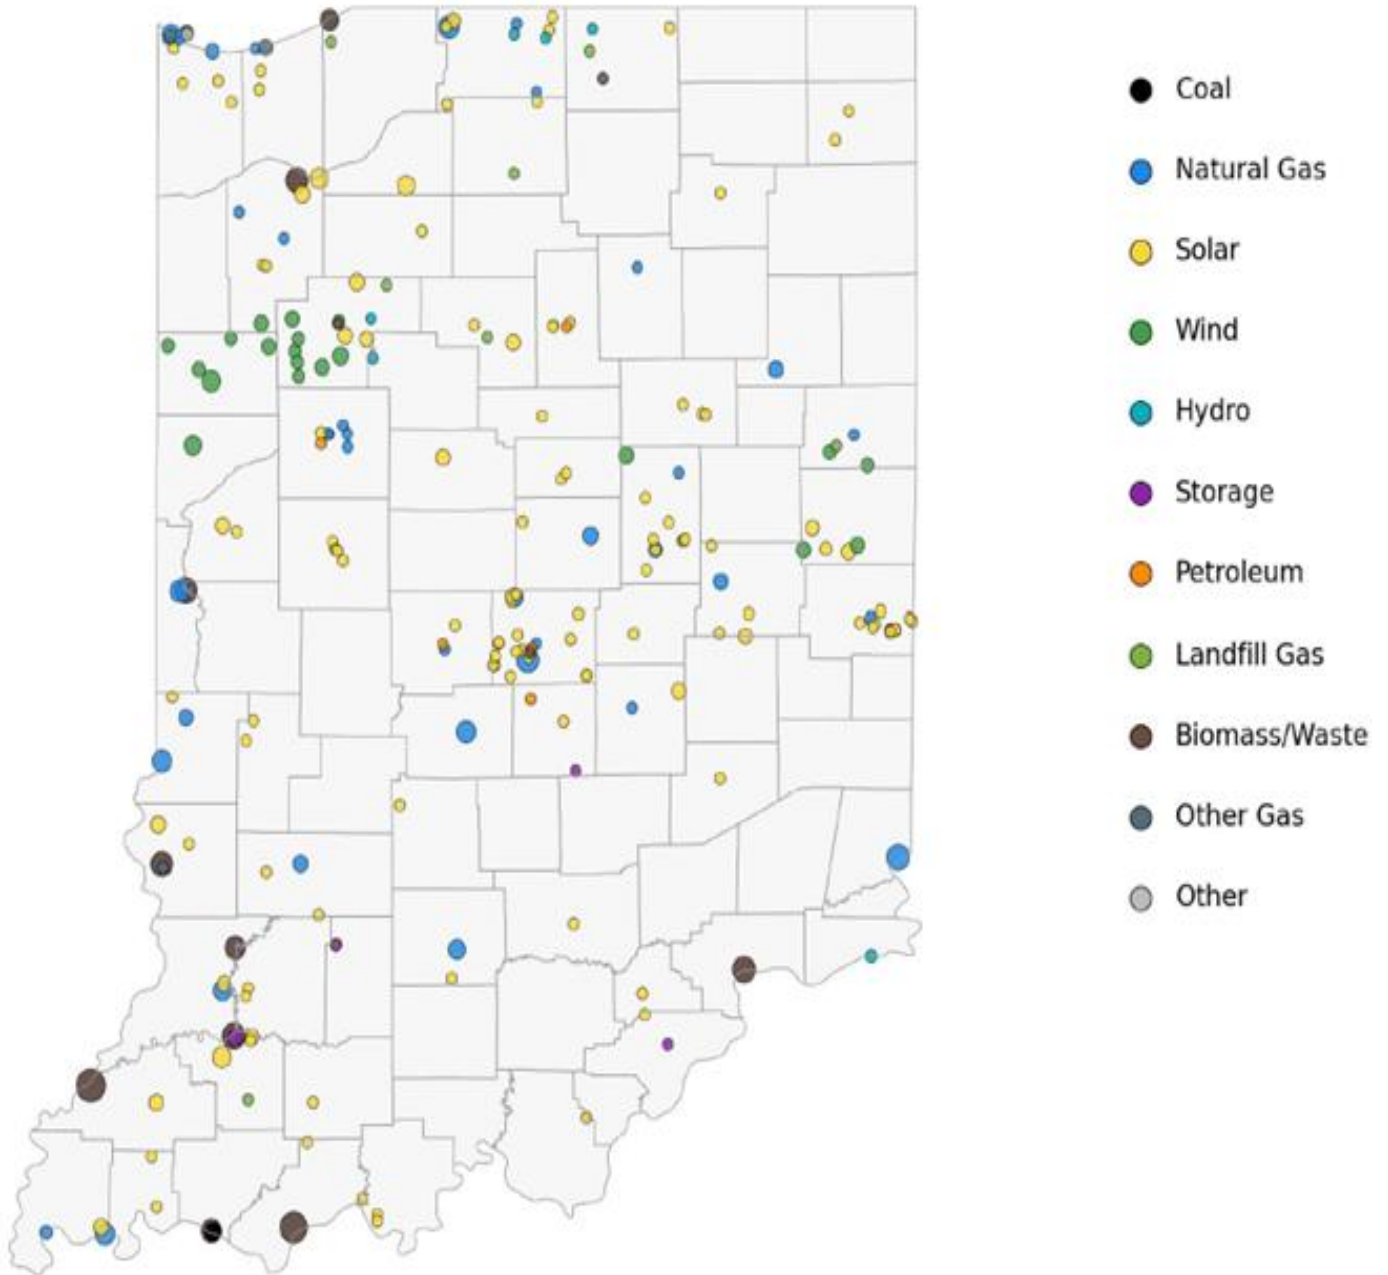 Coal
Natural Gas
Solar
Wind
Hydro
Storage
Petroleum
Landfill Gas
Biomass/Waste
Other Gas
Other